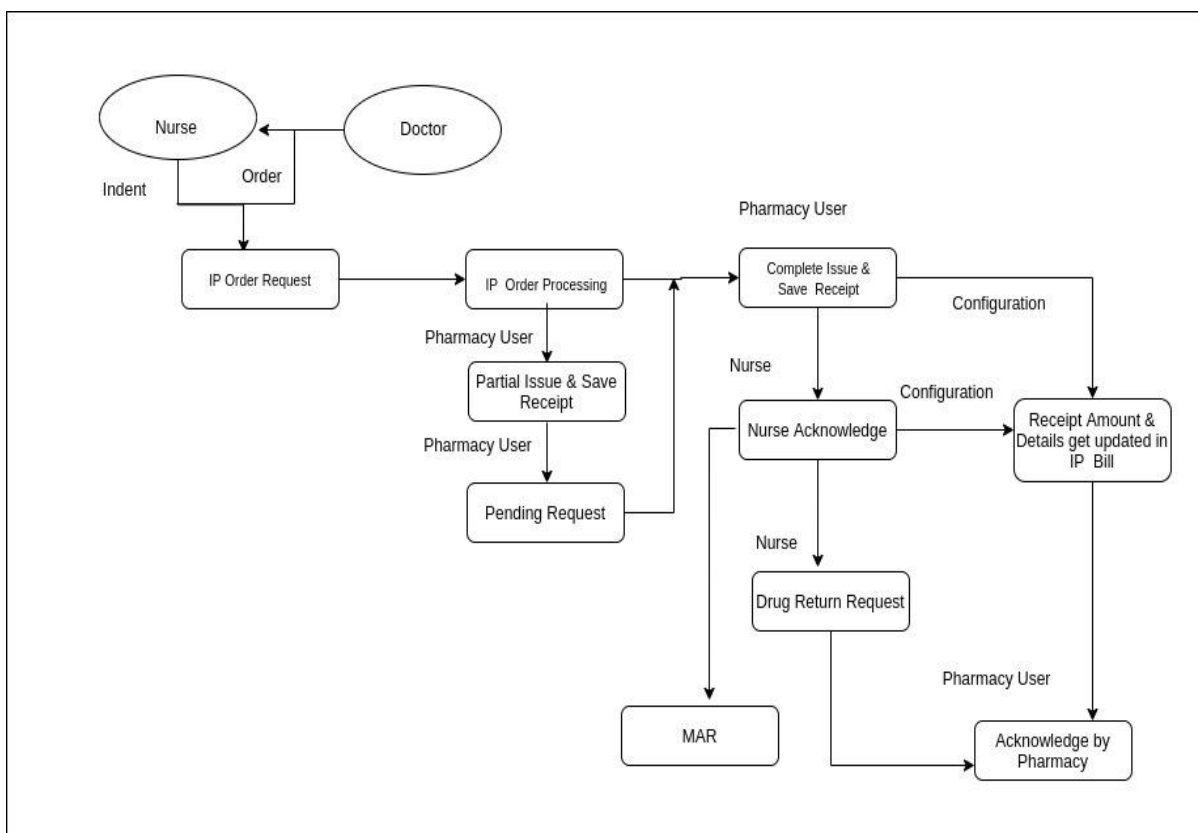 Nurse
Doctor
Indent
Order
Pharmacy User
IP Order Request
IP Order Processing
Complete Issue &
Save Receipt
Configuration
Pharmacy User
Partial Issue & Save
Receipt
Nurse
Configuration
Nurse Acknowledge
Receipt Amount &
Details get updated in
IP Bill
Pharmacy User
Pending Request
Nurse
Drug Return Request
Pharmacy User
MAR
Acknowledge by
Pharmacy